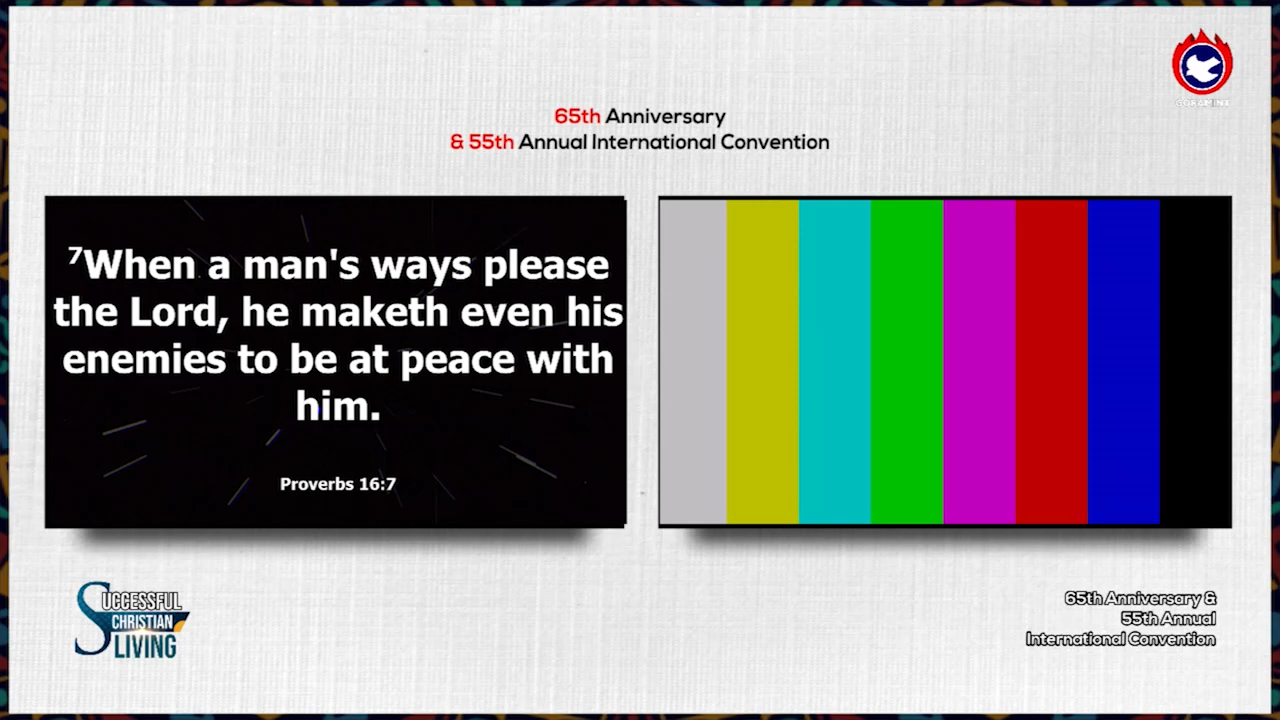 65th Anniversary
& 55th Annual International Convention
⁷When a man's ways please
the Lord, he maketh even his
enemies to be at peace with
him.
Proverbs 16:7
SUCCESSFUL
CHRISTIAN
LIVING
65th Anniversary &
55th Annual
International Convention